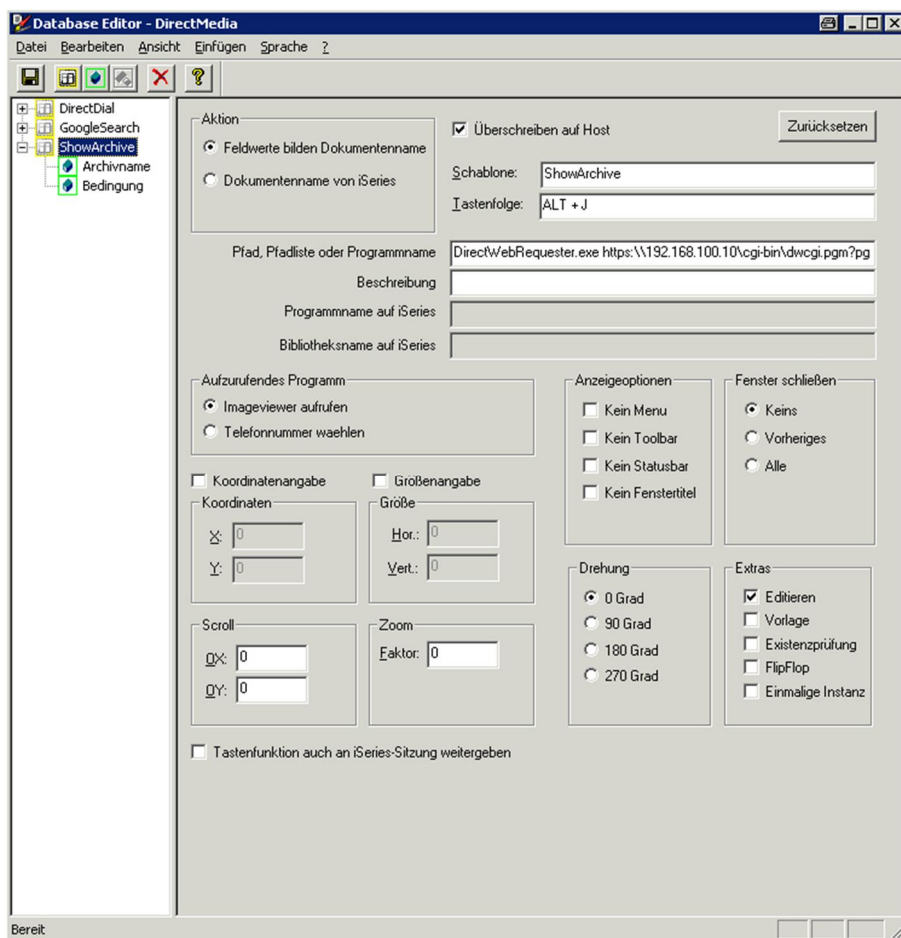 Database Editor - DirectMedia
Datei Bearbeiten Ansicht Einfügen Sprache ?
DirectDial
GoogleSearch
ShowArchive
Archivname
Bedingung
Aktion
Feldwerte bilden Dokumentenname
Dokumentenname von iSeries
Überschreiben auf Host
Zurücksetzen
Schablone: ShowArchive
Tastenfolge: ALT + J
Pfad, Pfadliste oder Programmname DirectWebRequester.exe https:\\192.168.100.10\cgi-bin\dwcgi.pgm?pg
Beschreibung
Programmname auf iSeries
Bibliotheksname auf iSeries
Aufzurufendes Programm
Imageviewer aufrufen
Telefonnummer waehlen
Anzeigeoptionen
Kein Menu
Kein Toolbar
Kein Statusbar
Kein Fenstertitel
Fenster schließen
Keins
Vorheriges
Alle
Koordinatenangabe
Größenangabe
Koordinaten
X: 0
Y: 0
Größe
Hor.: 0
Vert.: 0
Drehung
0 Grad
90 Grad
180 Grad
270 Grad
Extras
Editieren
Vorlage
Existenzprüfung
FlipFlop
Einmalige Instanz
Scroll
OX: 0
OY: 0
Zoom
Faktor: 0
Tastenfunktion auch an iSeries-Sitzung weitergeben
Bereit